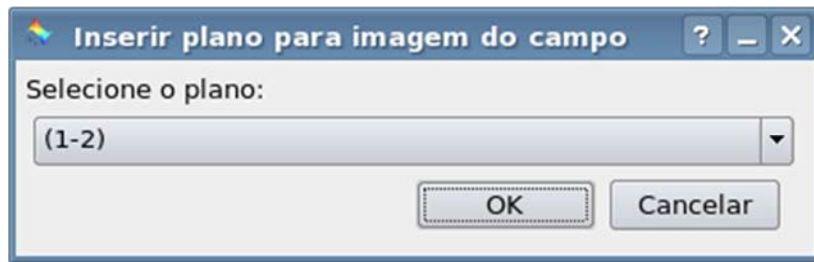 Inserir plano para imagem do campo ?
Selecione o plano:
(1-2)
OK Cancelar